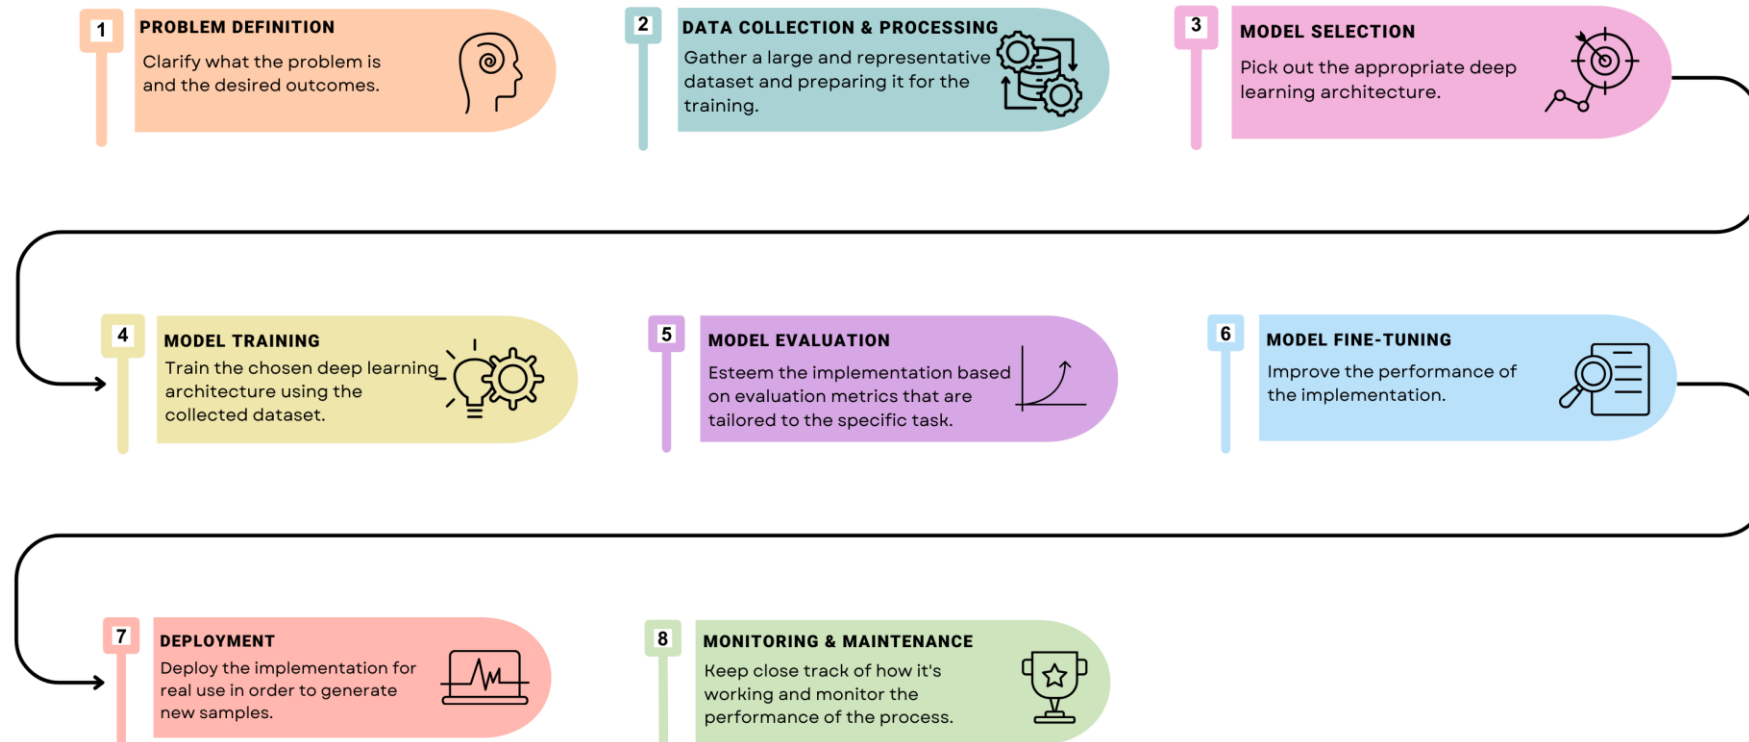 1
PROBLEM DEFINITION
Clarify what the problem is
and the desired outcomes.
2
DATA COLLECTION & PROCESSING
Gather a large and representative
dataset and preparing it for the
training.
3
MODEL SELECTION
Pick out the appropriate deep
learning architecture.
4
MODEL TRAINING
Train the chosen deep learning
architecture using the
collected dataset.
5
MODEL EVALUATION
Esteem the implementation based
on evaluation metrics that are
tailored to the specific task.
6
MODEL FINE-TUNING
Improve the performance of
the implementation.
7
DEPLOYMENT
Deploy the implementation for
real use in order to generate
new samples.
8
MONITORING & MAINTENANCE
Keep close track of how it's
working and monitor the
performance of the process.